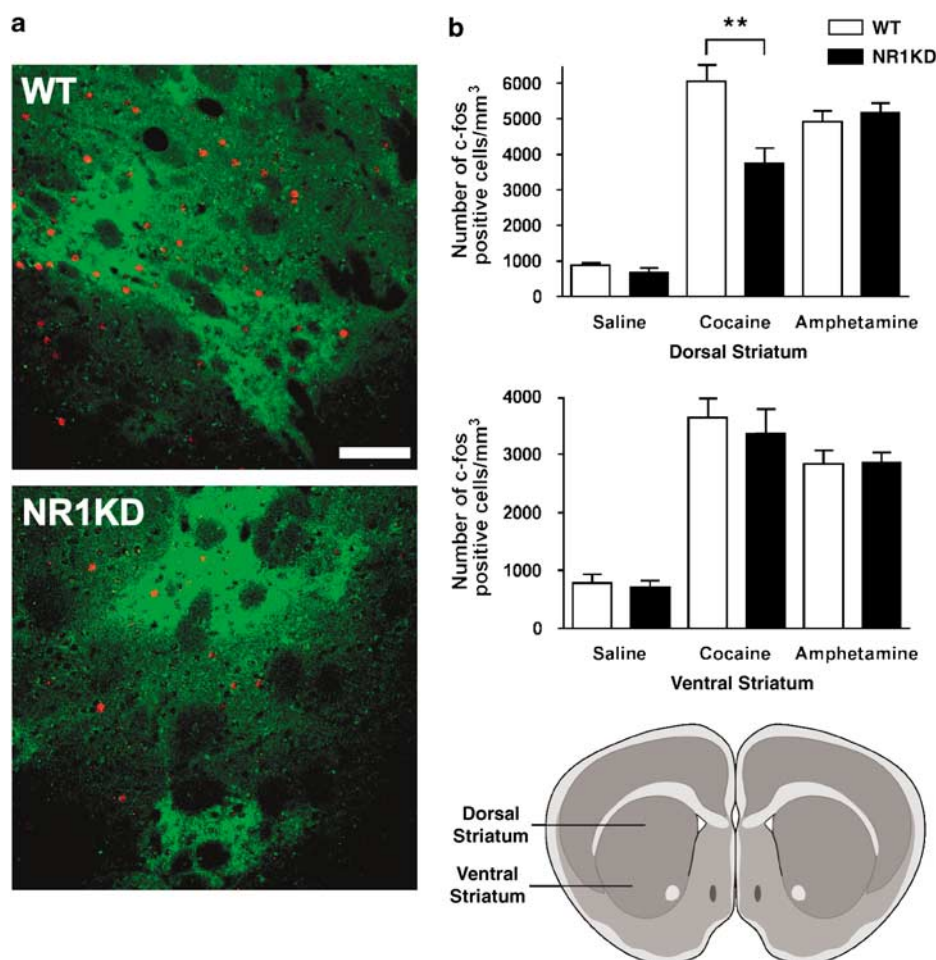 a
WT
NR1KD
b
**
WT
NR1KD
Number of c-fos
positive cells/mm3
6000
5000
4000
3000
2000
1000
0
Saline
Cocaine
Amphetamine
Dorsal Striatum
Number of c-fos
positive cells/mm3
4000
3000
2000
1000
0
Saline
Cocaine
Amphetamine
Ventral Striatum
Dorsal
Striatum
Ventral
Striatum